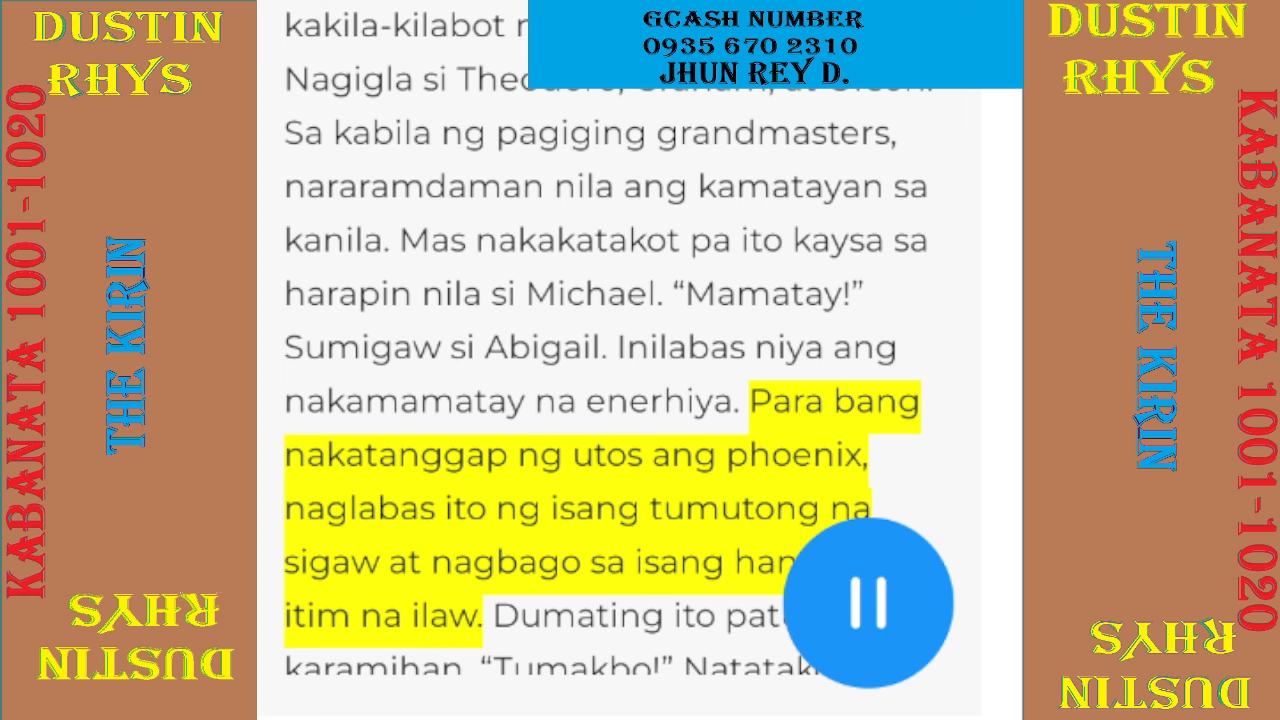 DUSTIN
RHYS
KABANATA 1001-1020
THE KIRIN
DUSTIN
RHYS
GCASH NUMBER
0935 670 2310
JHUN REY D.
kakila-kilabot
Nagigla si
Sa kabila ng pagiging grandmasters,
nararamdaman nila ang kamatayan sa
kanila. Mas nakakatakot pa ito kaysa sa
harapin nila si Michael. “Mamatay!”
Sumigaw si Abigail. Inilabas niya ang
nakamamatay na enerhiya. Para bang
nakatanggap ng utos ang phoenix,
naglabas ito ng isang tumutong na
sigaw at nagbago sa isang
itim na ilaw. Dumating ito
karamihan. “Tumakbo!”
DUSTIN
RHYS
KABANATA 1001-1020
THE KIRIN
DUSTIN
RHYS